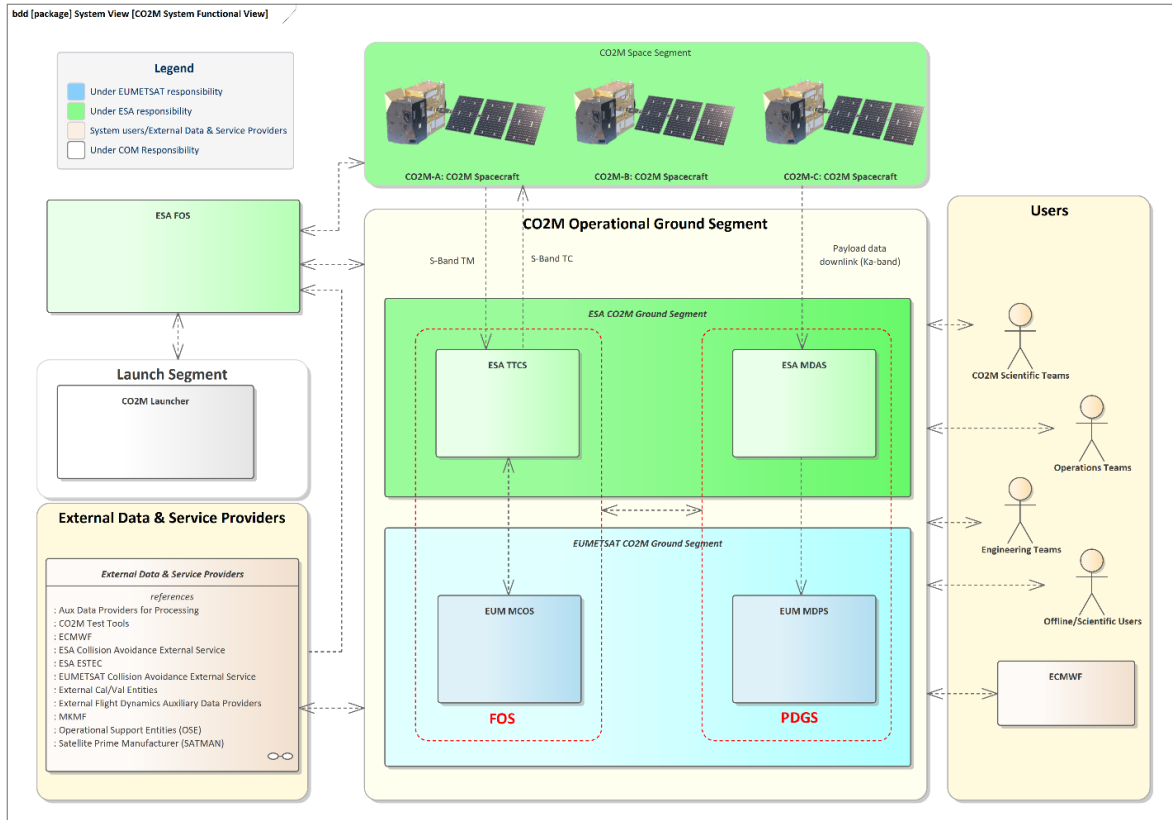 bdd [package] System View [CO2M System Functional View]
Legend
Under EUMETSAT responsibility
Under ESA responsibility
System users/External Data & Service Providers
Under COM Responsibility
CO2M Space Segment
CO2M-A: CO2M Spacecraft
CO2M-B: CO2M Spacecraft
CO2M-C: CO2M Spacecraft
ESA FOS
Launch Segment
CO2M Launcher
External Data & Service Providers
External Data & Service Providers
references
: Aux Data Providers for Processing
: CO2M Test Tools
: ECMWF
: ESA Collision Avoidance External Service
: ESA ESTEC
: EUMETSAT Collision Avoidance External Service
: External Cal/Val Entities
: External Flight Dynamics Auxiliary Data Providers
: MKMF
: Operational Support Entities (OSE)
: Satellite Prime Manufacturer (SATMAN)
CO2M Operational Ground Segment
S-Band TM
S-Band TC
Payload data
downlink (Ka-band)
ESA CO2M Ground Segment
ESA TTCS
ESA MDAS
EUMETSAT CO2M Ground Segment
EUM MCOS
EUM MDPS
FOS
PDGS
Users
CO2M Scientific Teams
Operations Teams
Engineering Teams
Offline/Scientific Users
ECMWF